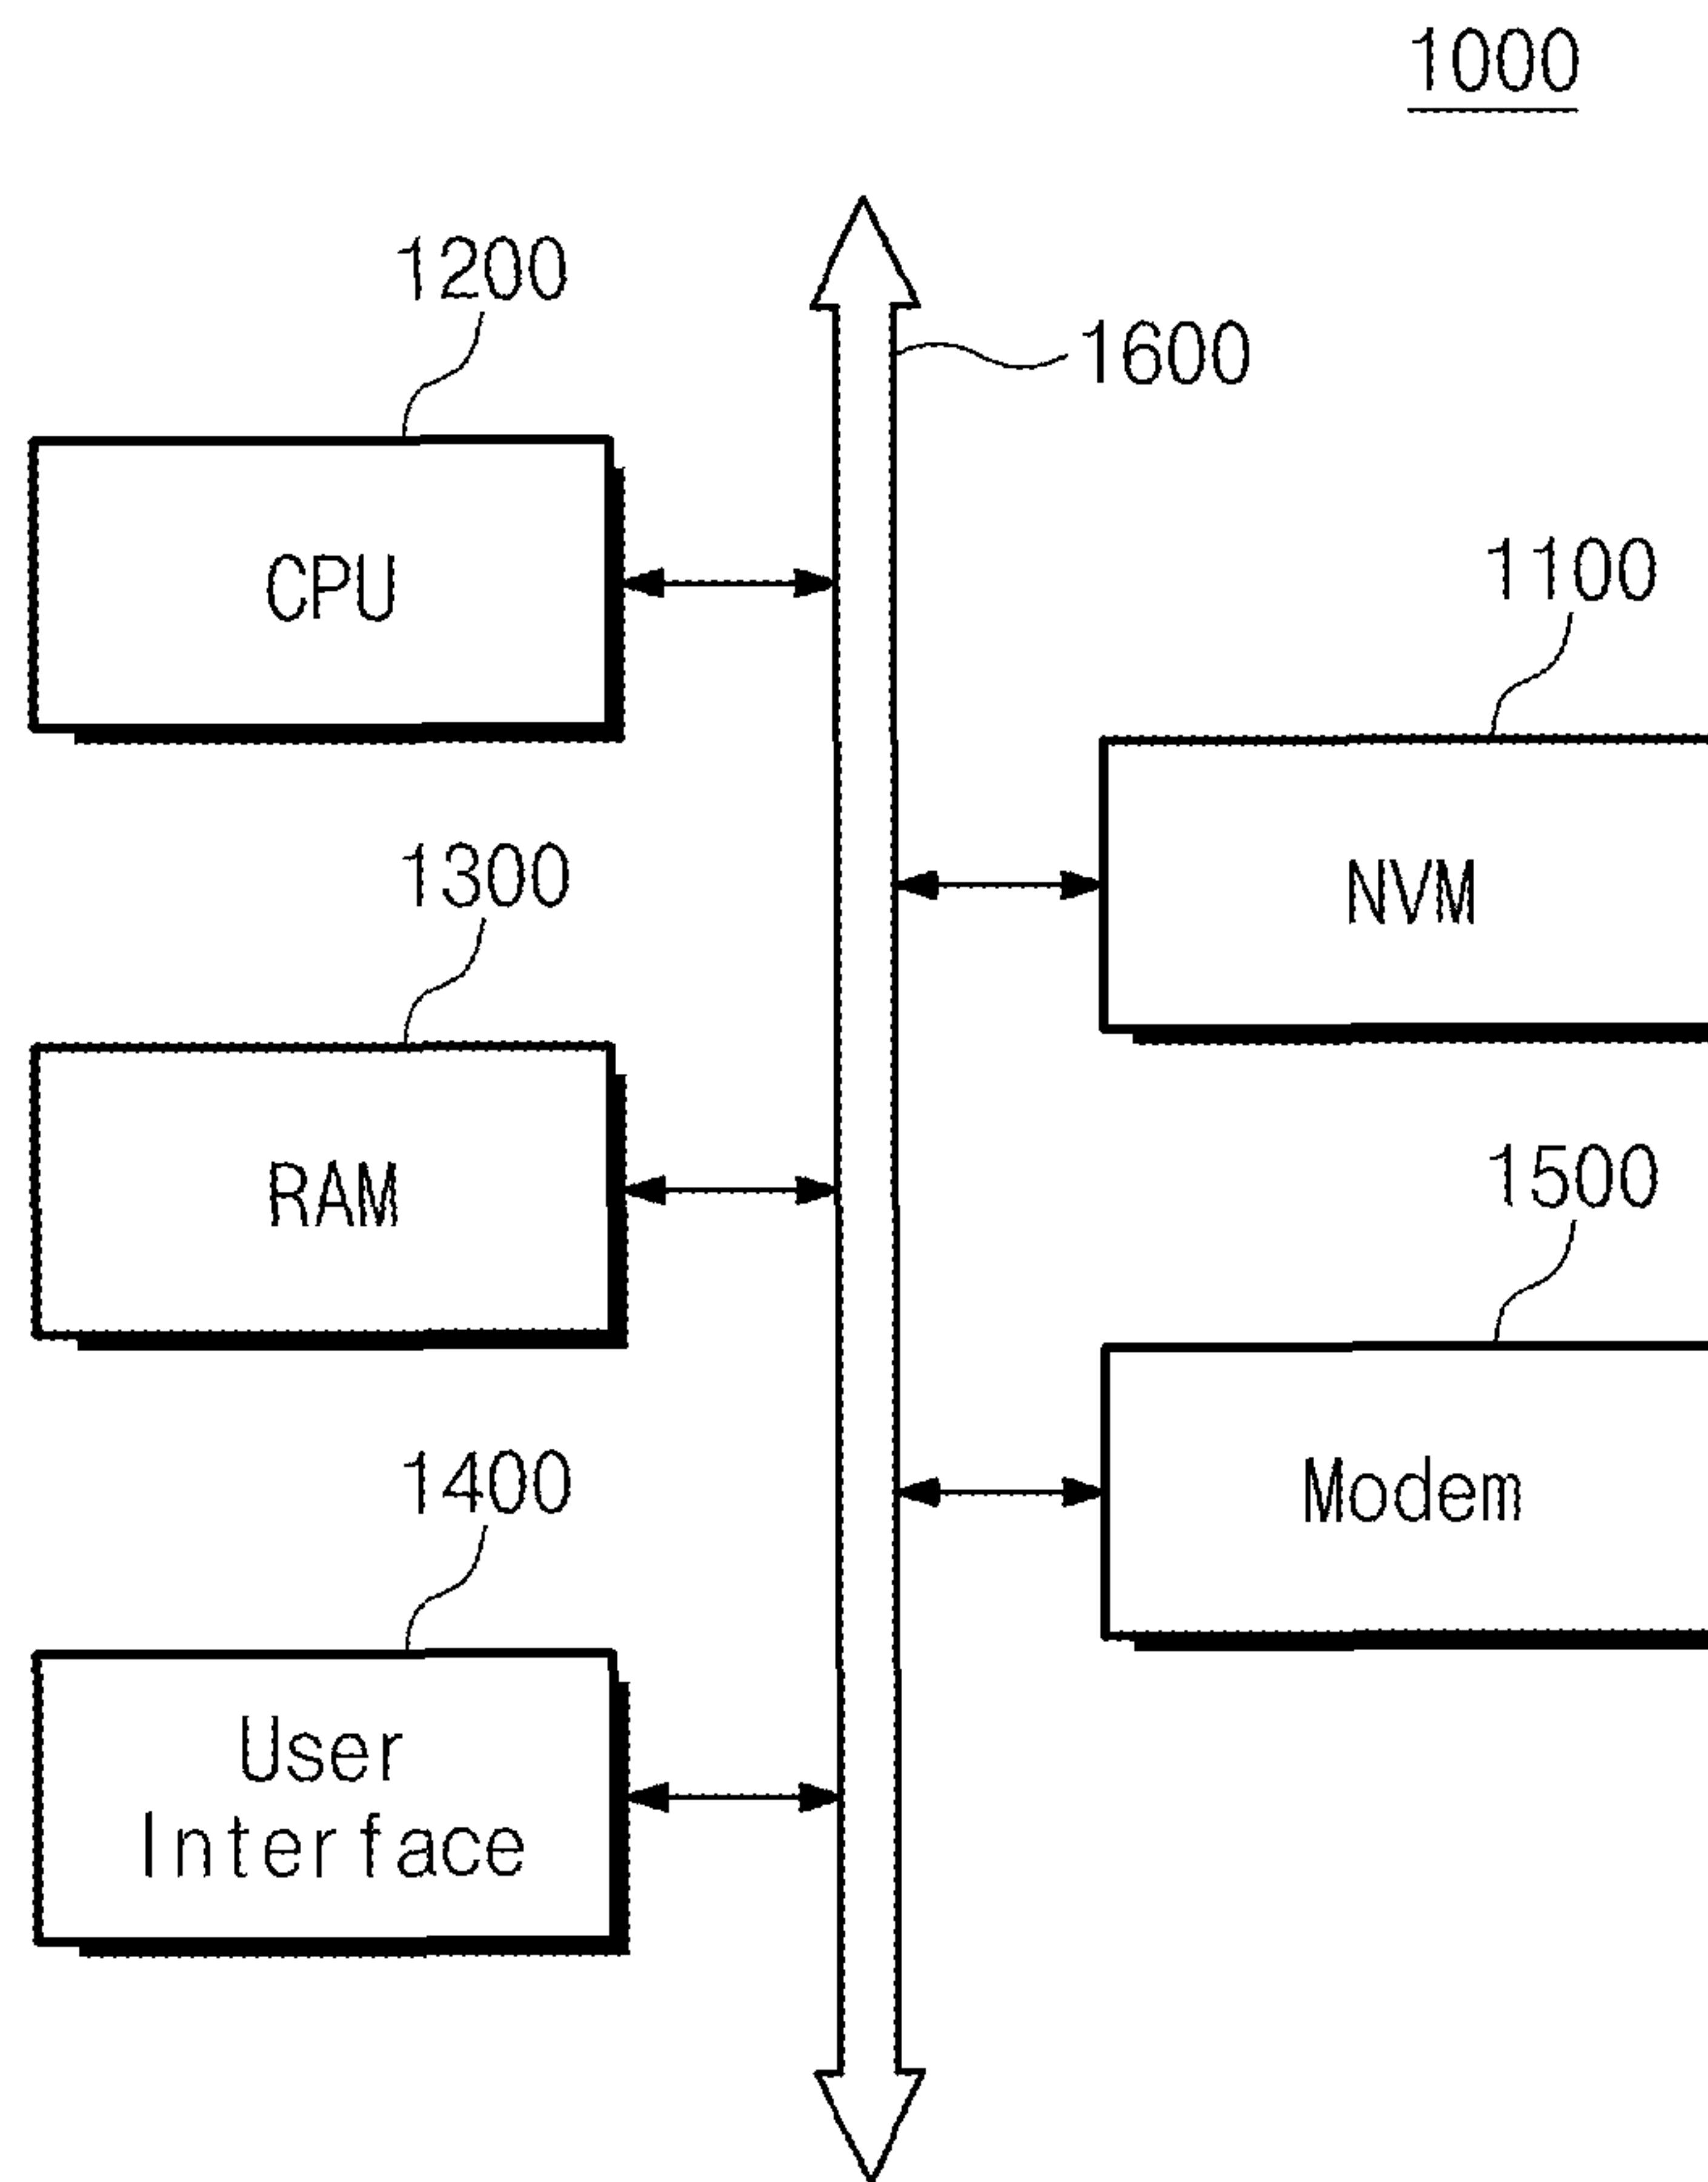 1000
1200
1600
CPU
1100
NVM
1300
RAM
1500
Modem
1400
User
Interface